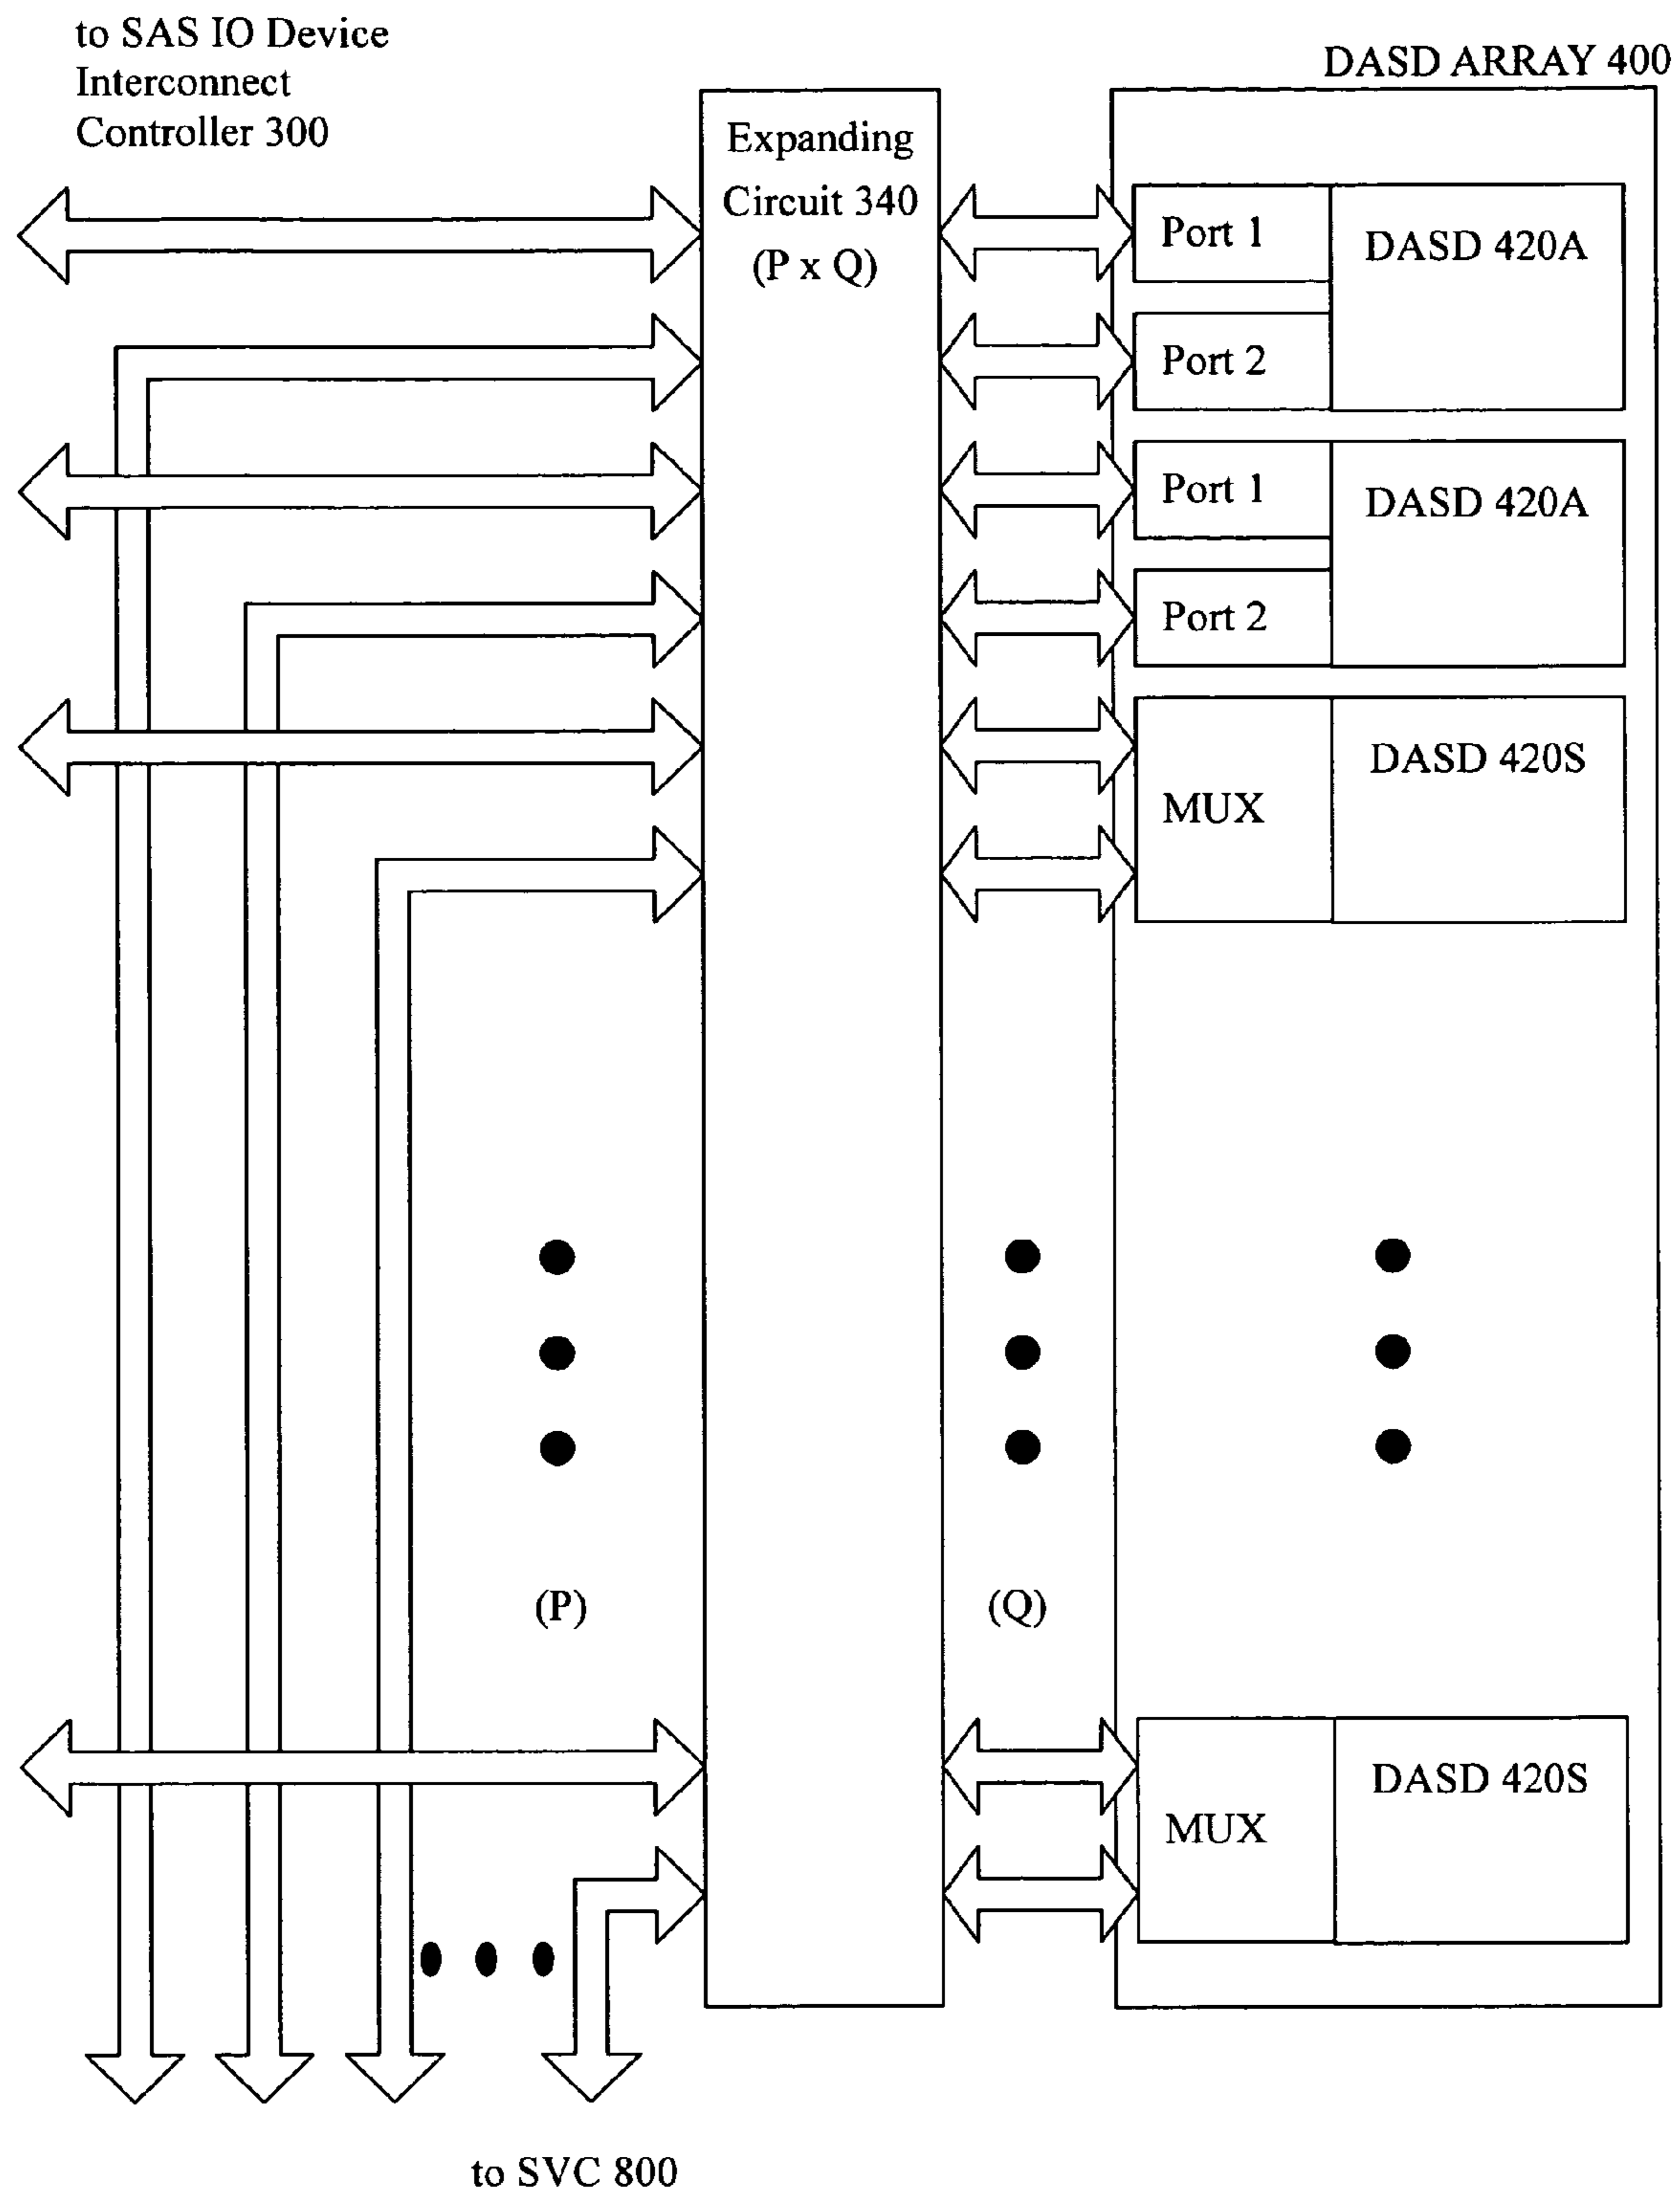 to SAS IO Device
Interconnect
Controller 300
DASD ARRAY 400
Expanding
Circuit 340
(P x Q)
Port 1
DASD 420A
Port 2
Port 1
DASD 420A
Port 2
DASD 420S
MUX
(P)
(Q)
DASD 420S
MUX
to SVC 800